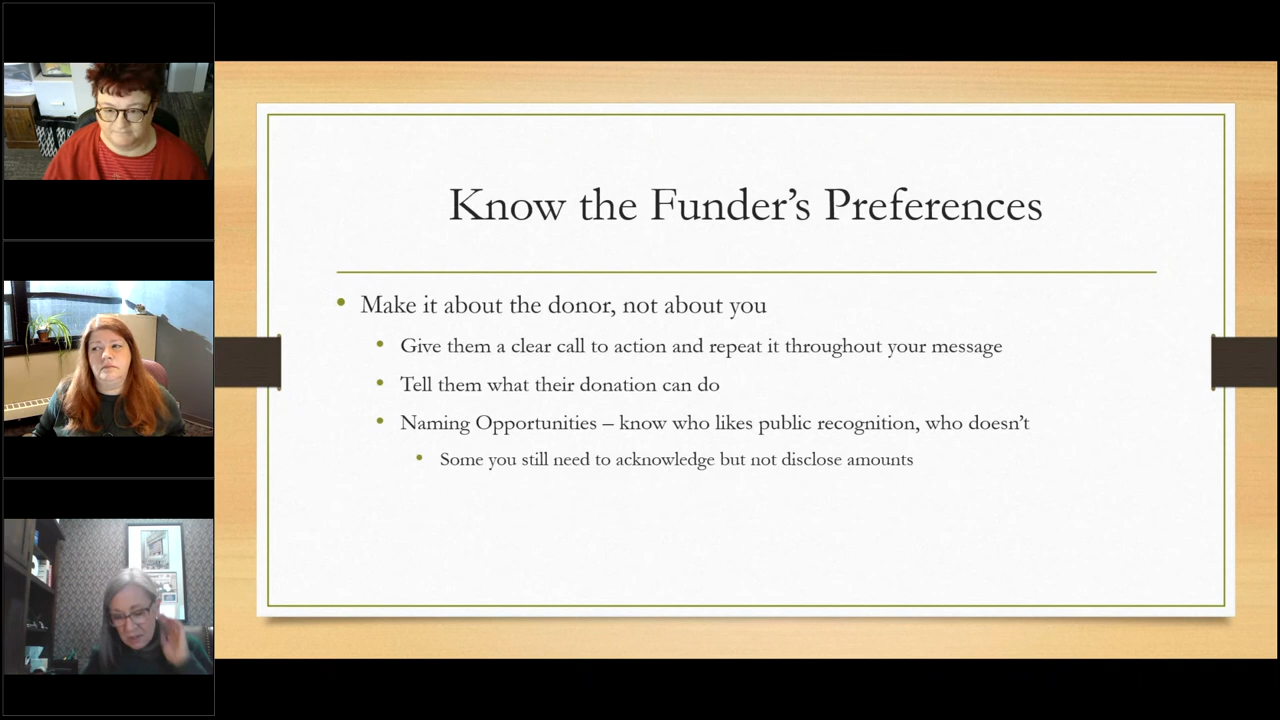 Know the Funder’s Preferences
• Make it about the donor, not about you
• Give them a clear call to action and repeat it throughout your message
• Tell them what their donation can do
• Naming Opportunities – know who likes public recognition, who doesn’t
• Some you still need to acknowledge but not disclose amounts